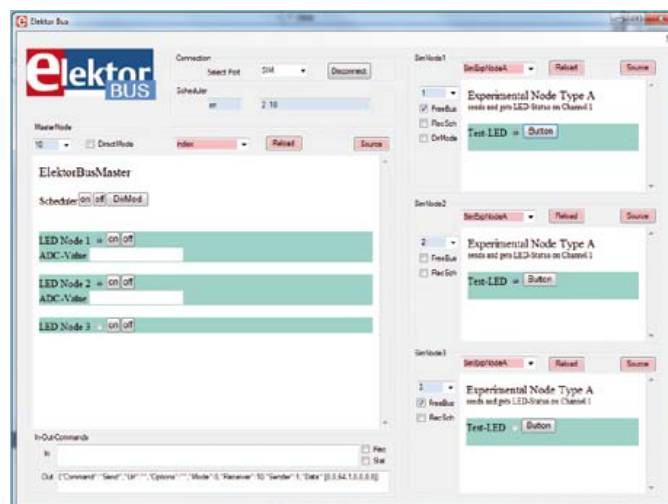 Elektor Bus
elektor
BUS
Connection
Select Port
SIM
Disconnect
Scheduler
on
2 10
MasterNode
10
DirectMode
index
Reload
Source
ElektorBusMaster
Scheduler on off DirMod
LED Node 1 on off
ADC-Value
LED Node 2 on off
ADC-Value
LED Node 3 on off
In-Out-Commands
In
Rec
Out
SimNode1
SimExpNodeA
Reload
Source
1
FreeBus
RecSch
DirMode
Experimental Node Type A
sends and gets LED-Status on Channel 1
Test-LED Button
SimNode2
SimExpNodeA
Reload
Source
2
FreeBus
RecSch
Experimental Node Type A
sends and gets LED-Status on Channel 1
Test-LED Button
SimNode3
SimExpNodeA
Reload
Source
3
FreeBus
RecSch
Experimental Node Type A
sends and gets LED-Status on Channel 1
Test-LED Button